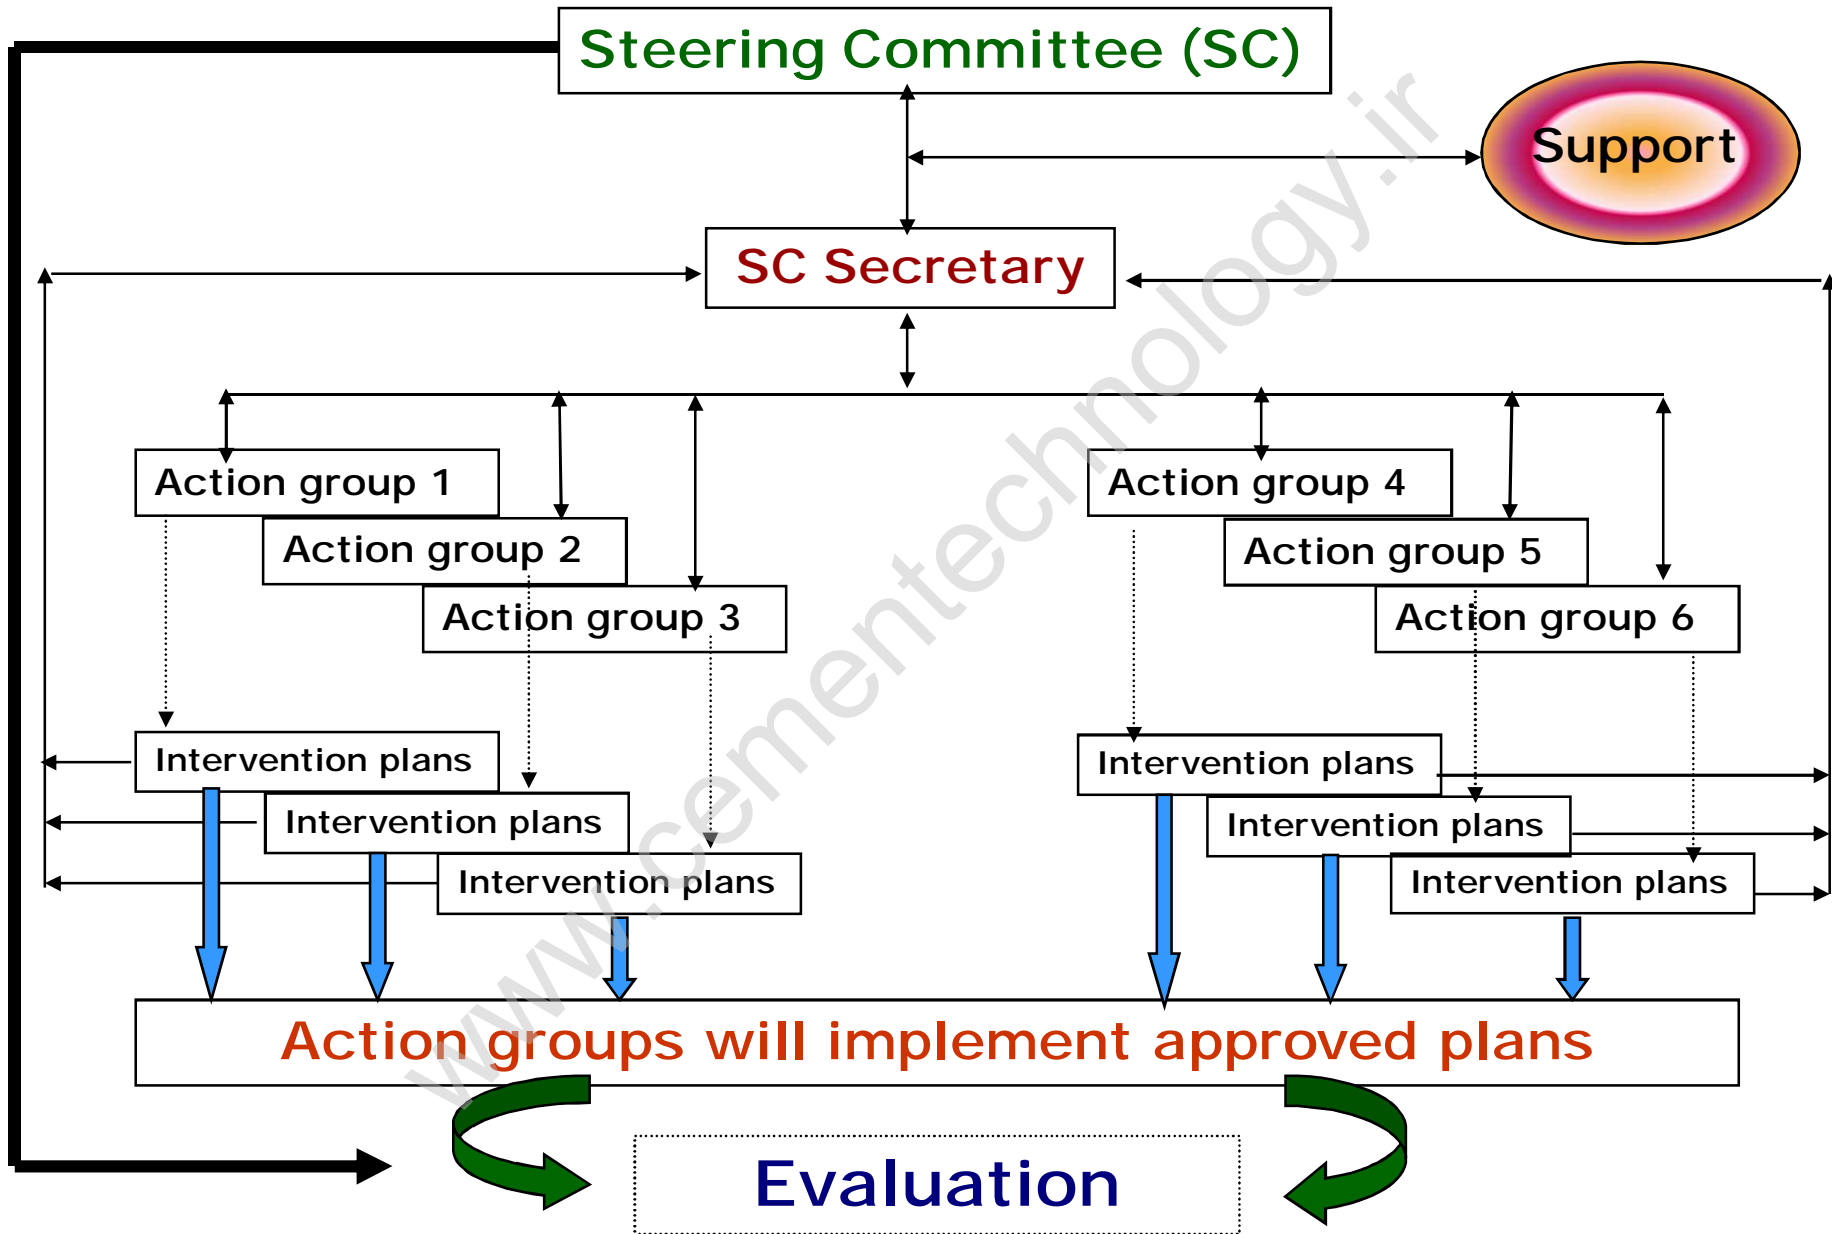 Steering Committee (SC)
Support
SC Secretary
Action group 1
Action group 2
Action group 3
Action group 4
Action group 5
Action group 6
Intervention plans
Intervention plans
Intervention plans
Intervention plans
Intervention plans
Intervention plans
Action groups will implement approved plans
Evaluation
www.cementechnology.ir